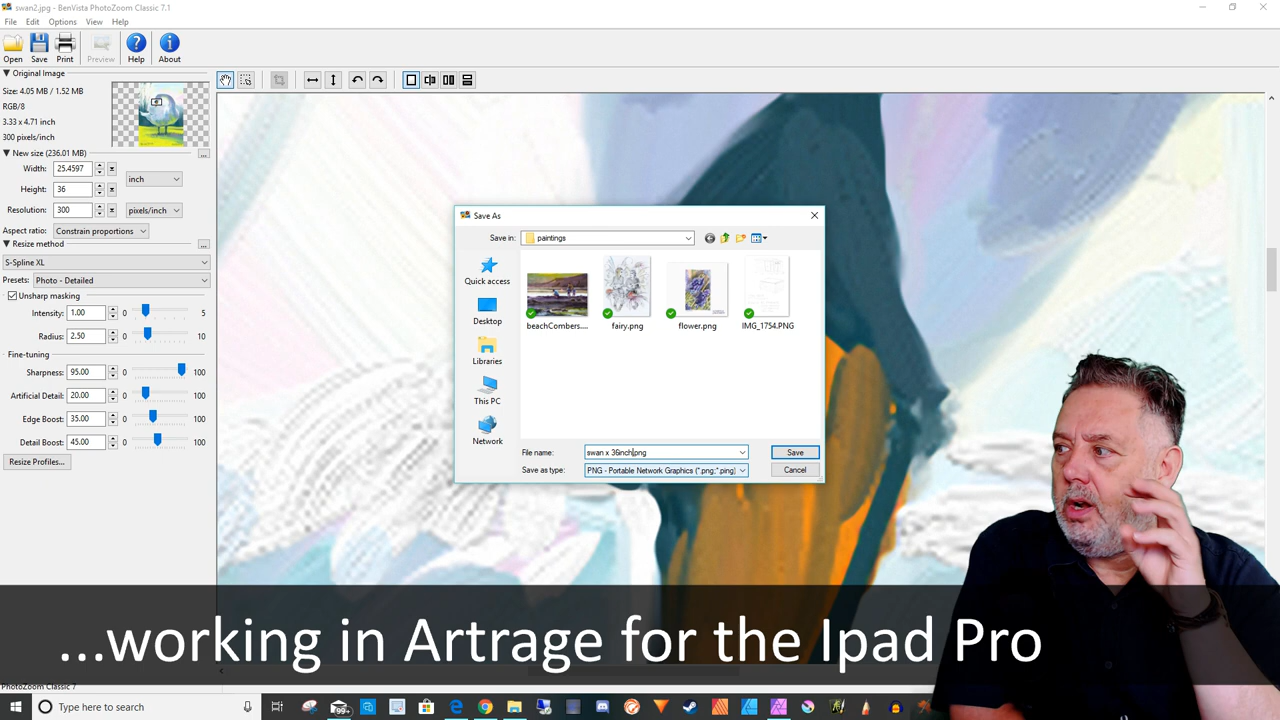 swan2.jpg - BenVista PhotoZoom Classic 7.1
File Edit Options View Help
Open Save Print Preview Help About
Original Image
Size: 4.05 MB / 1.52 MB
RGB/8
3.33 x 4.71 inch
300 pixels/inch
New size (236.01 MB)
...
Width: 25.4597
inch
Height: 36
Resolution: 300 pixels/inch
Aspect ratio: Constrain proportions
Resize method
...
S-Spline XL
Presets: Photo - Detailed
Unsharp masking
Intensity: 1.00 0 5
Radius: 2.50 0 10
Fine-tuning
Sharpness: 95.00 0 100
Artificial Detail: 20.00 0 100
Edge Boost: 35.00 0 100
Detail Boost: 45.00 0 100
Resize Profiles...
Save As
Save in: paintings
Quick access
Desktop
Libraries
This PC
Network
beachCombers.... fairy.png flower.png IMG_1754.PNG
File name: swan x 36inch.png Save
Save as type: PNG - Portable Network Graphics (*.png;*.ping) Cancel
...working in Artrage for the Ipad Pro
PhotoZoom Classic 7
Type here to search
99+